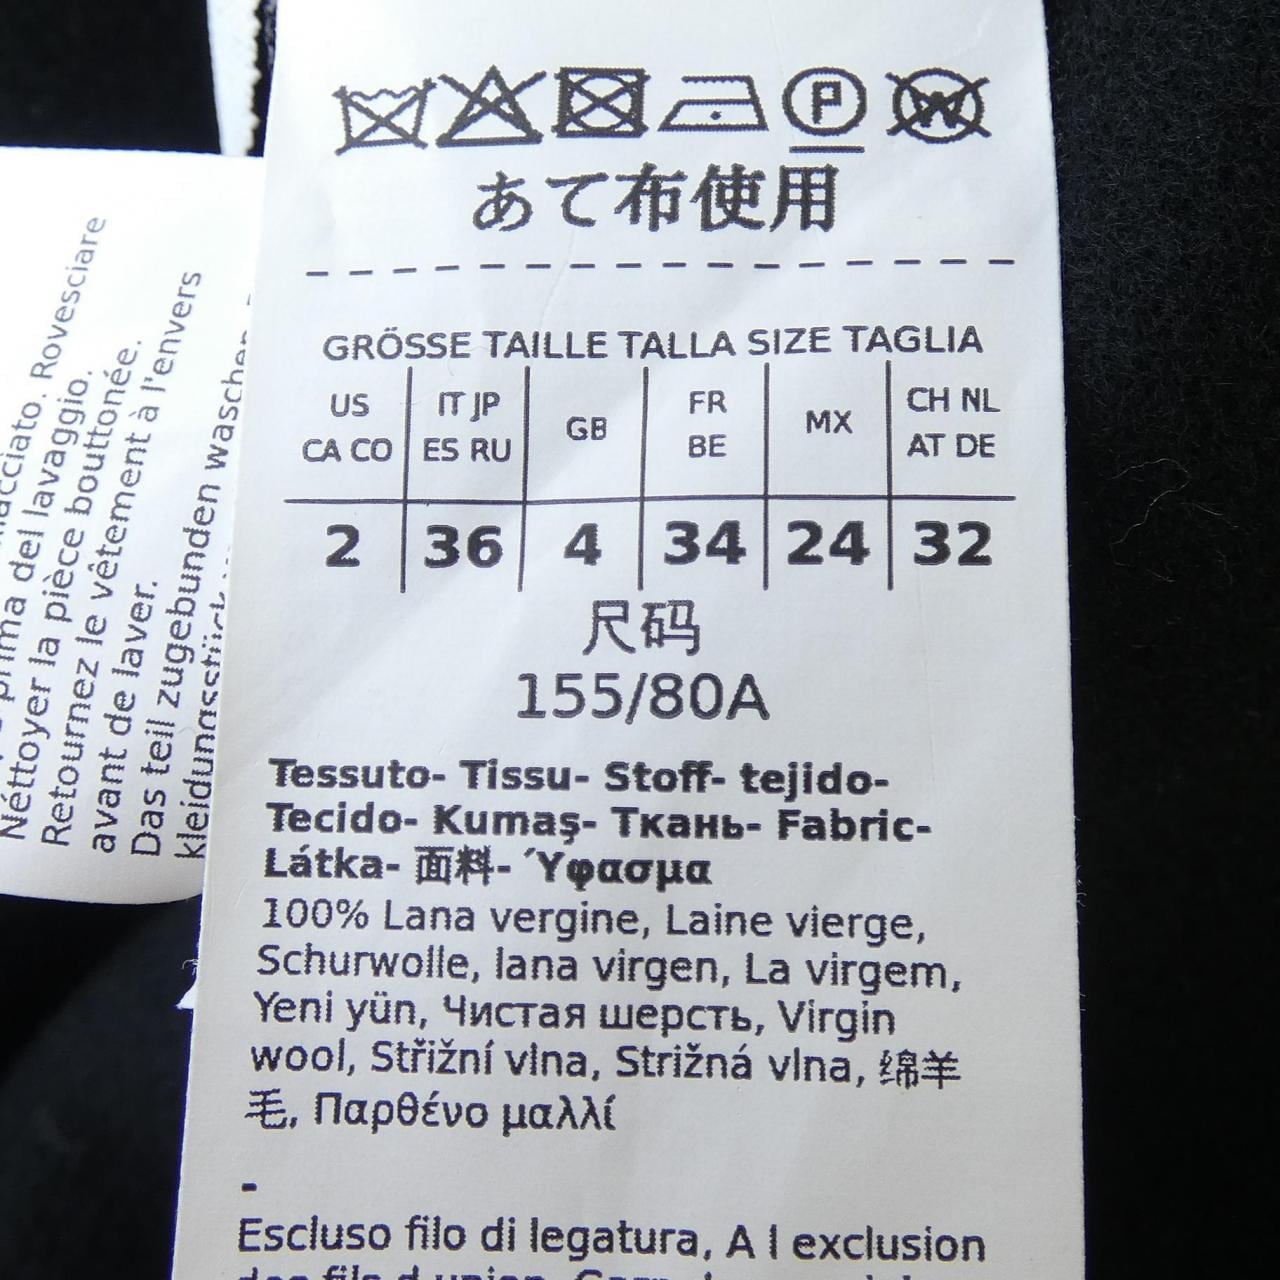 P W
あて布使用
GRÖSSE TAILLE TALLA SIZE TAGLIA
US CA CO
IT JP ES RU
GB
FR BE
MX
CH NL AT DE
2 36 4 34 24 32
尺码
155/80A
Tessuto- Tissu- Stoff- tejido-
Tecido- Kumaş- Ткань- Fabric-
Látka- 面料- Ύφασμα
100% Lana vergine, Laine vierge,
Schurwolle, lana virgen, La virgem,
Yeni yün, Чистая шерсть, Virgin
wool, Střižní vlna, Strižná vlna, 绵羊
毛, Παρθένο μαλλί
-
Escluso filo di legatura, A l exclusion
prima del lavaggio. Rovesciare
Néttoyer la pièce bouttonée.
Retournez le vêtement à l'envers
avant de laver.
Das teil zugebunden waschen